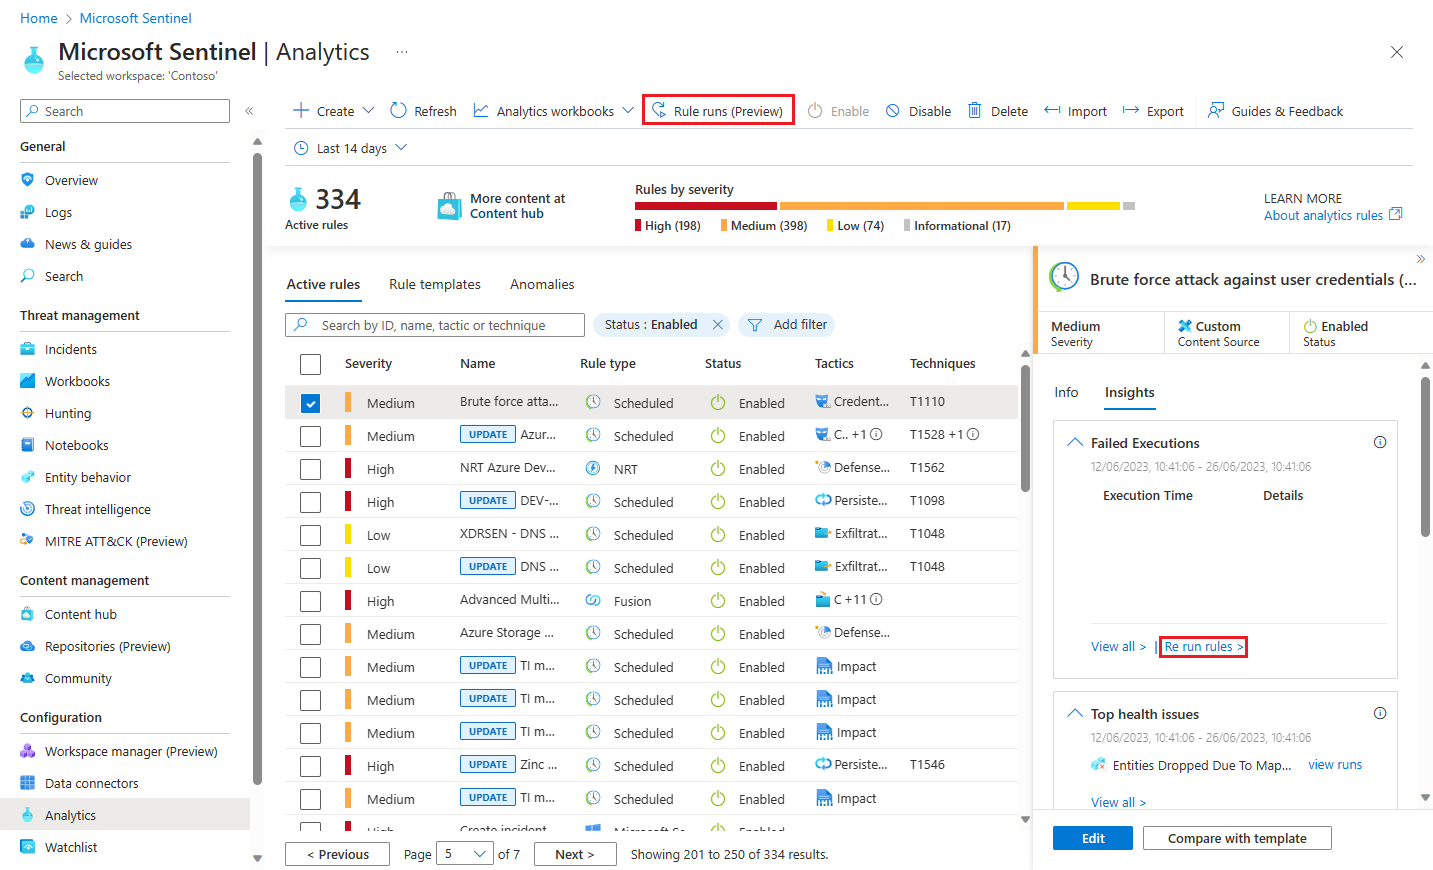 Home > Microsoft Sentinel
Microsoft Sentinel | Analytics ...
Selected workspace: 'Contoso'
Search «
General
Overview
Logs
News & guides
Search
Threat management
Incidents
Workbooks
Hunting
Notebooks
Entity behavior
Threat intelligence
MITRE ATT&CK (Preview)
Content management
Content hub
Repositories (Preview)
Community
Configuration
Workspace manager (Preview)
Data connectors
Analytics
Watchlist
Create Refresh Analytics workbooks Rule runs (Preview) Enable Disable Delete Import Export Guides & Feedback
Last 14 days
334
Active rules
More content at
Content hub
Rules by severity
High (198) Medium (398) Low (74) Informational (17)
LEARN MORE
About analytics rules
Active rules Rule templates Anomalies
Search by ID, name, tactic or technique Status : Enabled Add filter
Severity Name Rule type Status Tactics Techniques
Medium Brute force atta... Scheduled Enabled Credent... T1110
Medium UPDATE Azur... Scheduled Enabled C.. +1 T1528 +1
High NRT Azure Dev... NRT Enabled Defense... T1562
High UPDATE DEV-... Scheduled Enabled Persiste... T1098
Low XDRSEN - DNS ... Scheduled Enabled Exfiltrat... T1048
Low UPDATE DNS ... Scheduled Enabled Exfiltrat... T1048
High Advanced Multi... Fusion Enabled C +11
Medium Azure Storage ... Scheduled Enabled Defense...
Medium UPDATE TI m... Scheduled Enabled Impact
Medium UPDATE TI m... Scheduled Enabled Impact
Medium UPDATE TI m... Scheduled Enabled Impact
High UPDATE Zinc ... Scheduled Enabled Persiste... T1546
Medium UPDATE TI m... Scheduled Enabled Impact
High Create incident Microsoft Se... Enabled
< Previous Page 5 of 7 Next > Showing 201 to 250 of 334 results.
»
Brute force attack against user credentials (...
Medium
Severity
Custom
Content Source
Enabled
Status
Info Insights
Failed Executions
12/06/2023, 10:41:06 - 26/06/2023, 10:41:06
Execution Time Details
View all > | Re run rules >
Top health issues
12/06/2023, 10:41:06 - 26/06/2023, 10:41:06
Entities Dropped Due To Map... view runs
View all >
Edit Compare with template